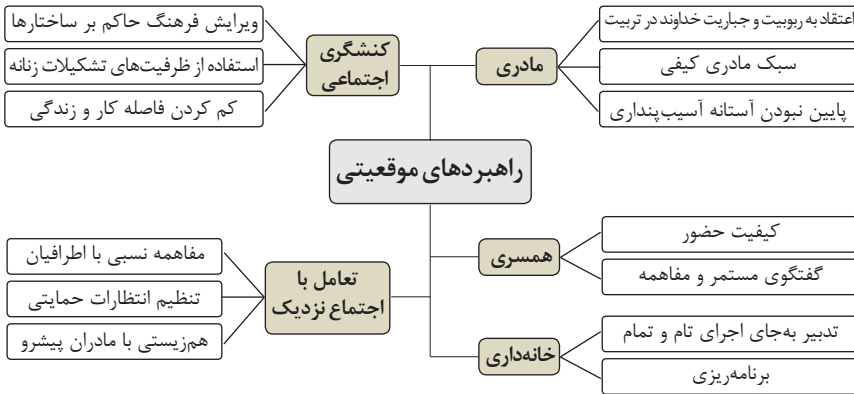 راهبردهای موقعیتی
مادری
اعتقاد به ربوبیت و جباریت خداوند در تربیت
سبک مادری کیفی
پایین نبودن آستانه آسیب‌پنداری
همسری
کیفیت حضور
گفتگوی مستمر و مفاهمه
خانه‌داری
تدبیر به‌جای اجرای تام و تمام
برنامه‌ریزی
کنشگری
اجتماعی
ویرایش فرهنگ حاکم بر ساختارها
استفاده از ظرفیت‌های تشکیلات زنانه
کم کردن فاصله کار و زندگی
تعامل با
اجتماع نزدیک
مفاهمه نسبی با اطرافیان
تنظیم انتظارات حمایتی
هم‌زیستی با مادران پیشرو